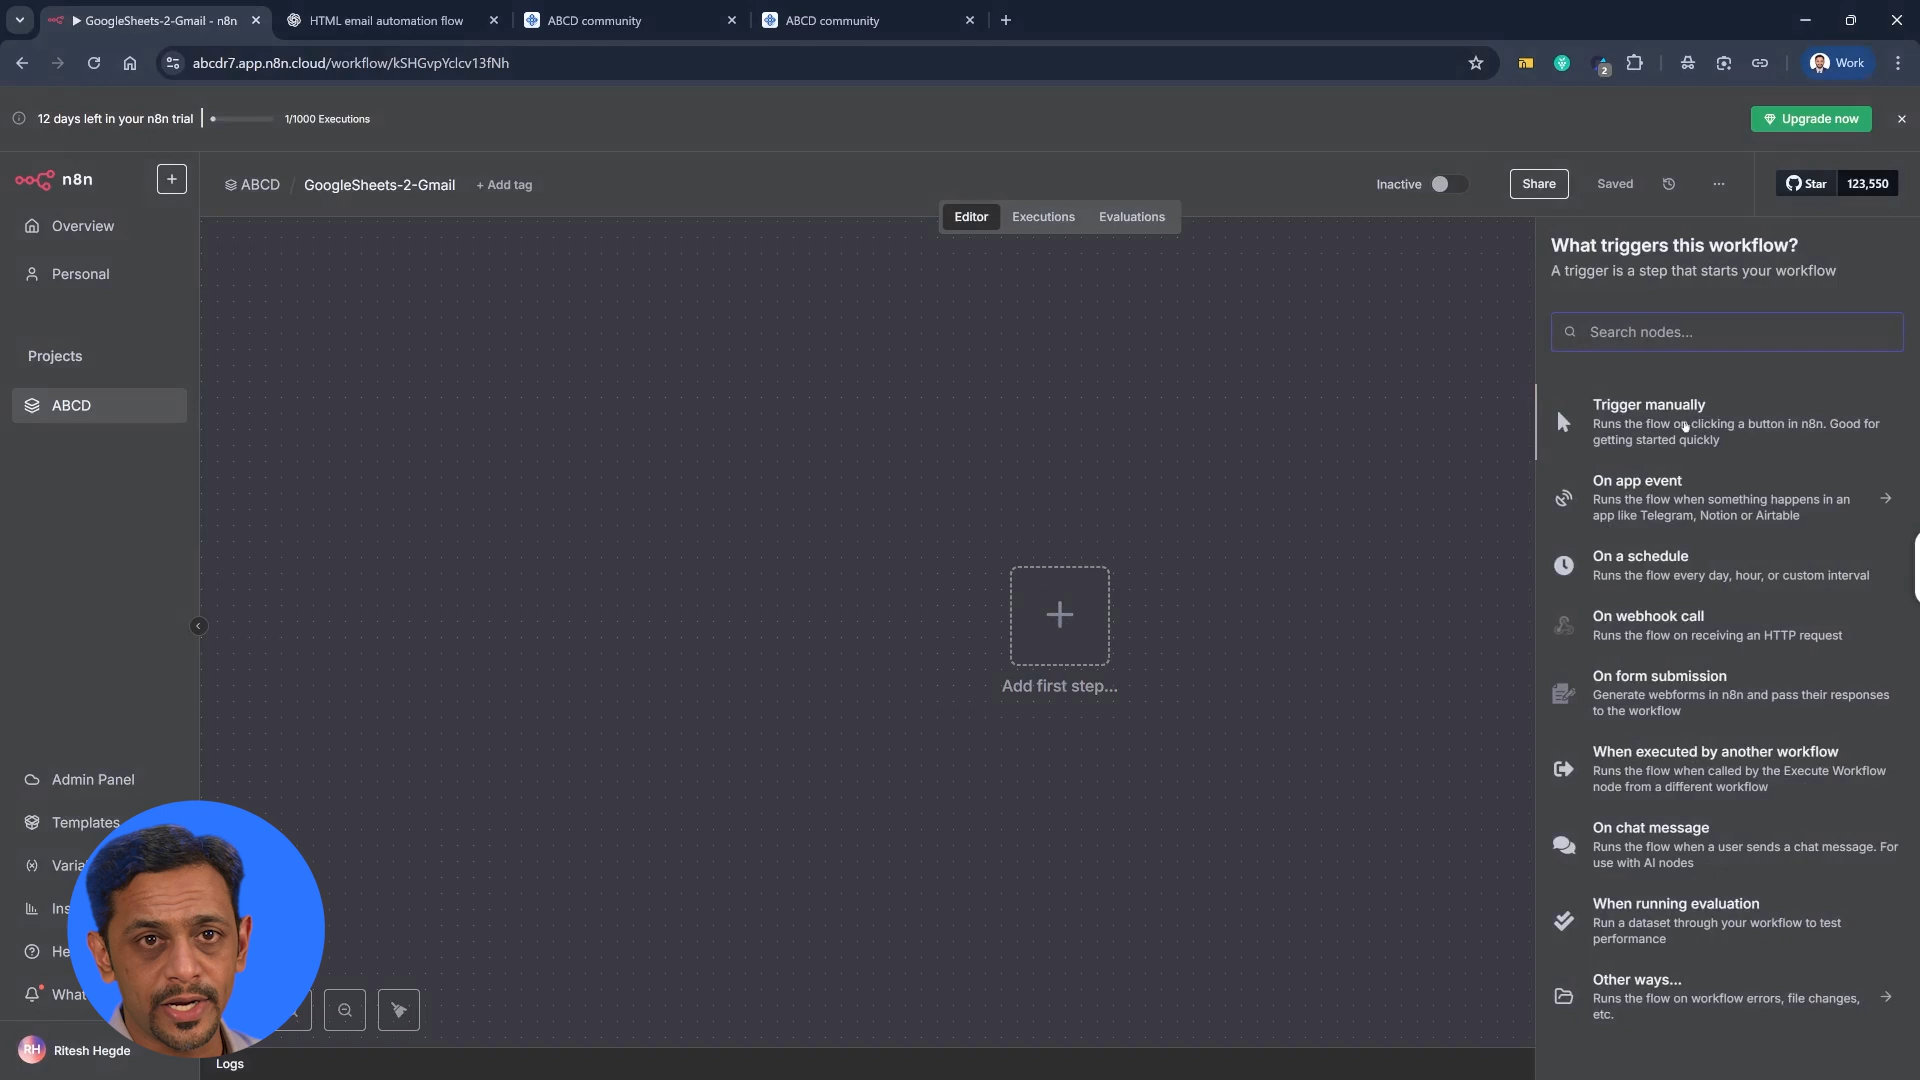 GoogleSheets-2-Gmail - n8n
HTML email automation flow
ABCD community
ABCD community
abcdr7.app.n8n.cloud/workflow/kSHGvpYclcv13fNh
2
Work
12 days left in your n8n trial
1/1000 Executions
Upgrade now
n8n
ABCD / GoogleSheets-2-Gmail + Add tag
Inactive
Share
Saved
Star
123,550
Editor
Executions
Evaluations
Overview
Personal
Projects
ABCD
Admin Panel
Templates
Varia
Ins
He
What
RH
Ritesh Hegde
Add first step...
Logs
What triggers this workflow?
A trigger is a step that starts your workflow
Search nodes...
Trigger manually
Runs the flow on clicking a button in n8n. Good for
getting started quickly
On app event
Runs the flow when something happens in an
app like Telegram, Notion or Airtable
On a schedule
Runs the flow every day, hour, or custom interval
On webhook call
Runs the flow on receiving an HTTP request
On form submission
Generate webforms in n8n and pass their responses
to the workflow
When executed by another workflow
Runs the flow when called by the Execute Workflow
node from a different workflow
On chat message
Runs the flow when a user sends a chat message. For
use with AI nodes
When running evaluation
Run a dataset through your workflow to test
performance
Other ways...
Runs the flow on workflow errors, file changes,
etc.